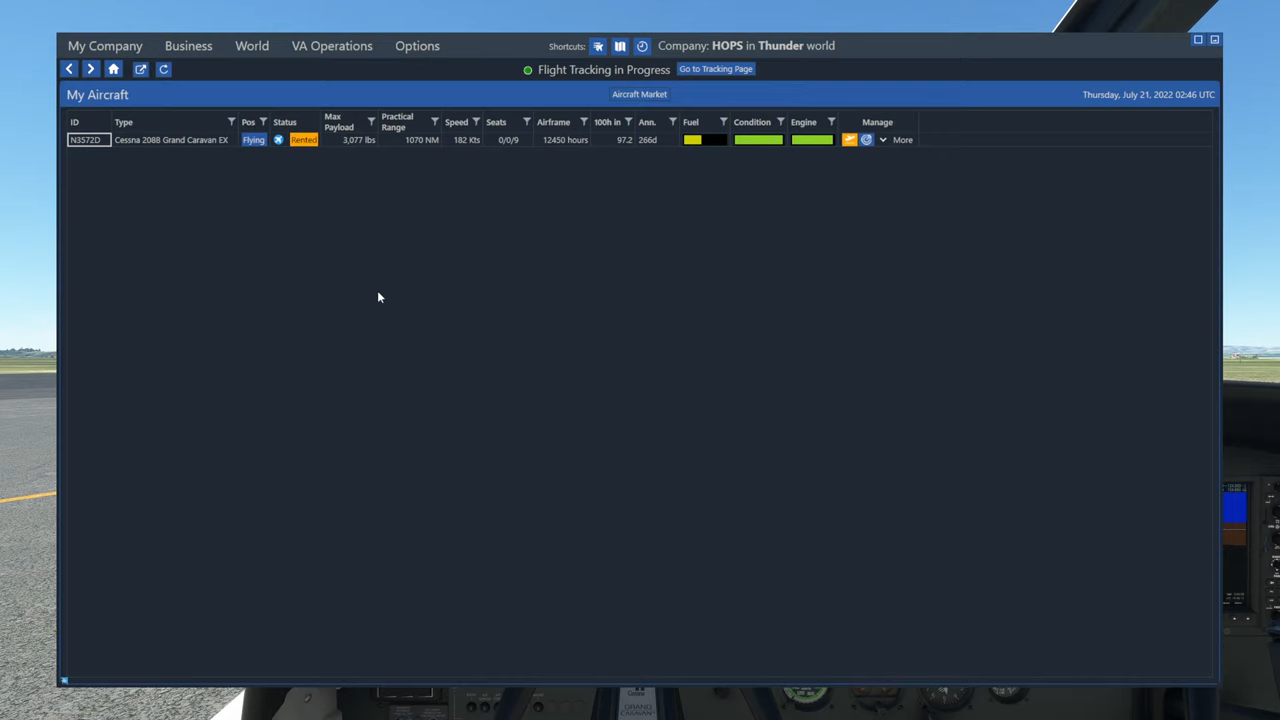 My Company Business World VA Operations Options Shortcuts: Company: HOPS in Thunder world
Flight Tracking in Progress Go to Tracking Page
My Aircraft Aircraft Market Thursday, July 21, 2022 02:46 UTC
ID Type Pos Status Max Payload Practical Range Speed Seats Airframe 100h in Ann. Fuel Condition Engine Manage
N3572D Cessna 208B Grand Caravan EX Flying Rented 3,077 lbs 1070 NM 182 Kts 0/0/9 12450 hours 97.2 266d More
GRAND
CARAVAN